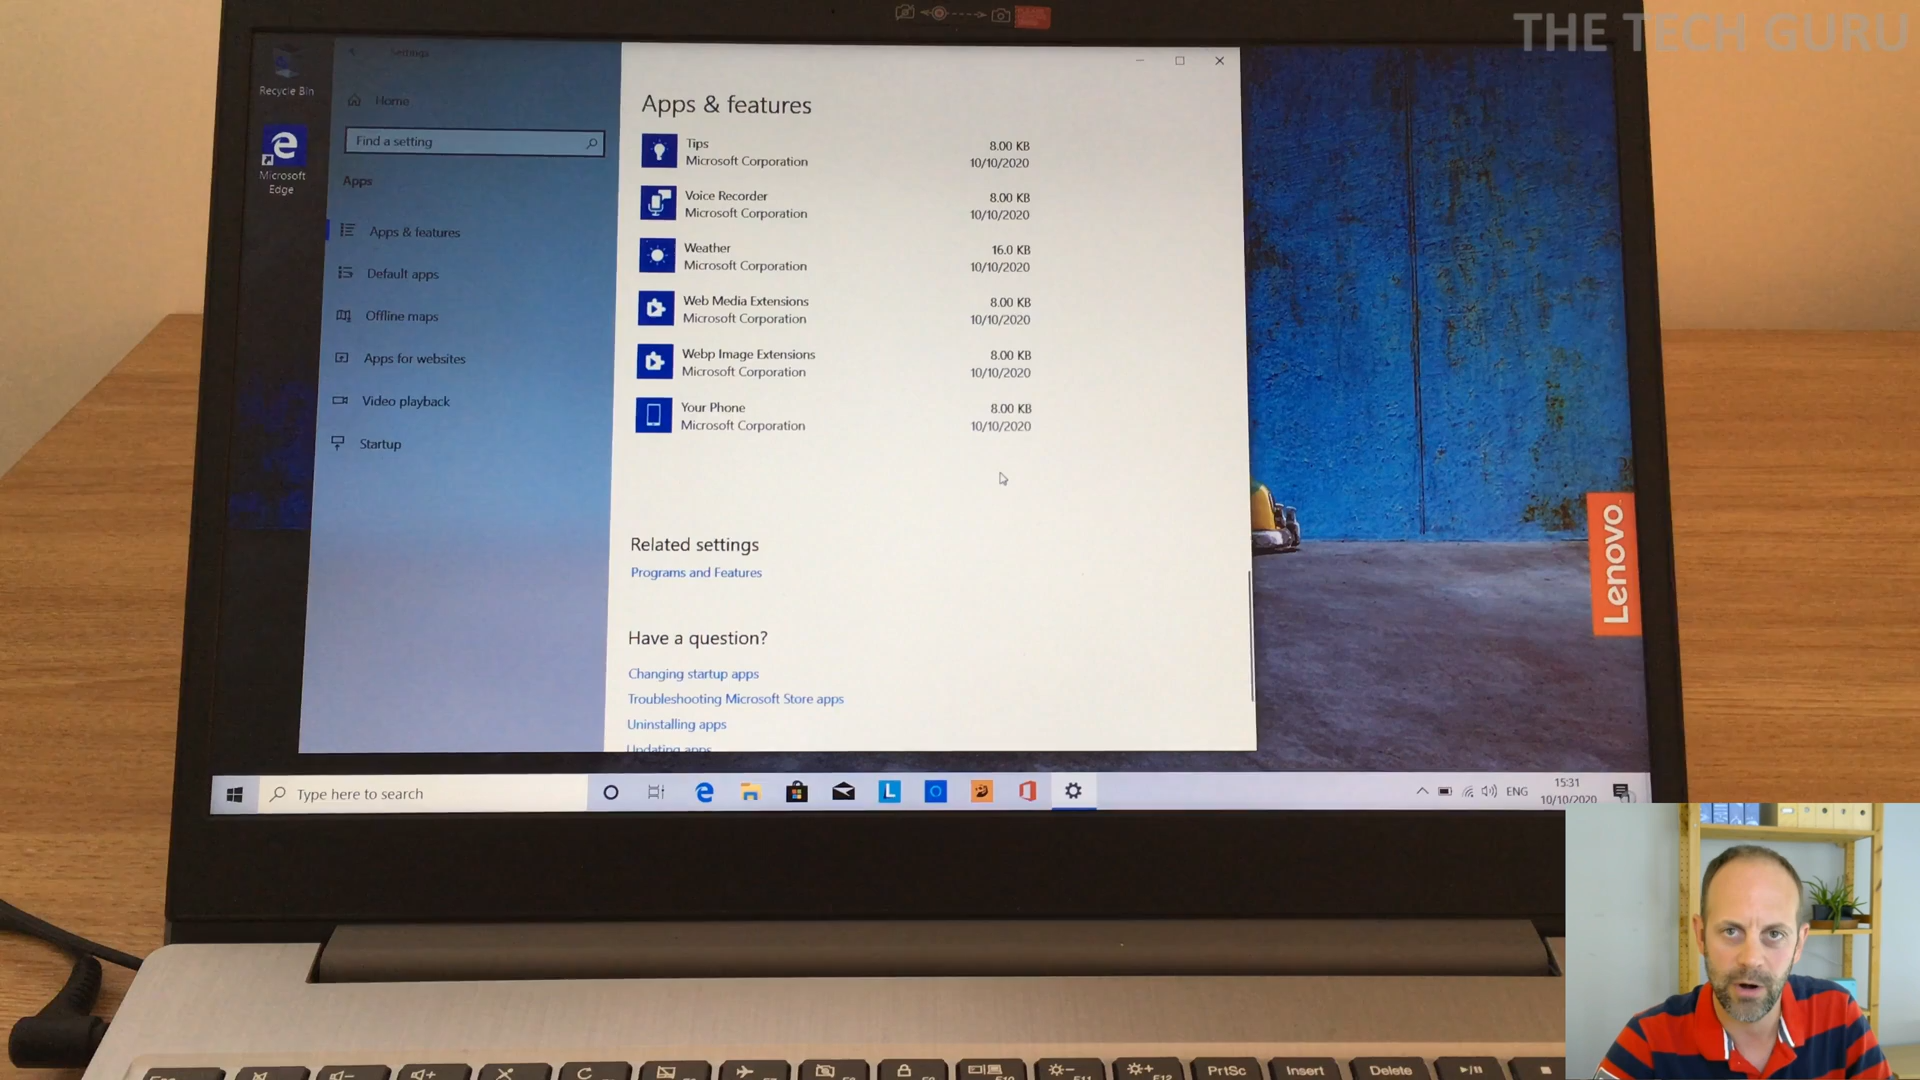 THE TECH GURU
Recycle Bin
Microsoft
Edge
Settings
Home
Find a setting
Apps
Apps & features
Default apps
Offline maps
Apps for websites
Video playback
Startup
Apps & features
Tips
8.00 KB
Microsoft Corporation
10/10/2020
Voice Recorder
8.00 KB
Microsoft Corporation
10/10/2020
Weather
16.0 KB
Microsoft Corporation
10/10/2020
Web Media Extensions
8.00 KB
Microsoft Corporation
10/10/2020
Webp Image Extensions
8.00 KB
Microsoft Corporation
10/10/2020
Your Phone
8.00 KB
Microsoft Corporation
10/10/2020
Related settings
Programs and Features
Have a question?
Changing startup apps
Troubleshooting Microsoft Store apps
Uninstalling apps
Updating apps
Lenovo
Type here to search
L
ENG
15:31
10/10/2020
F10
F11
F12
PrtSc
Insert
Delete